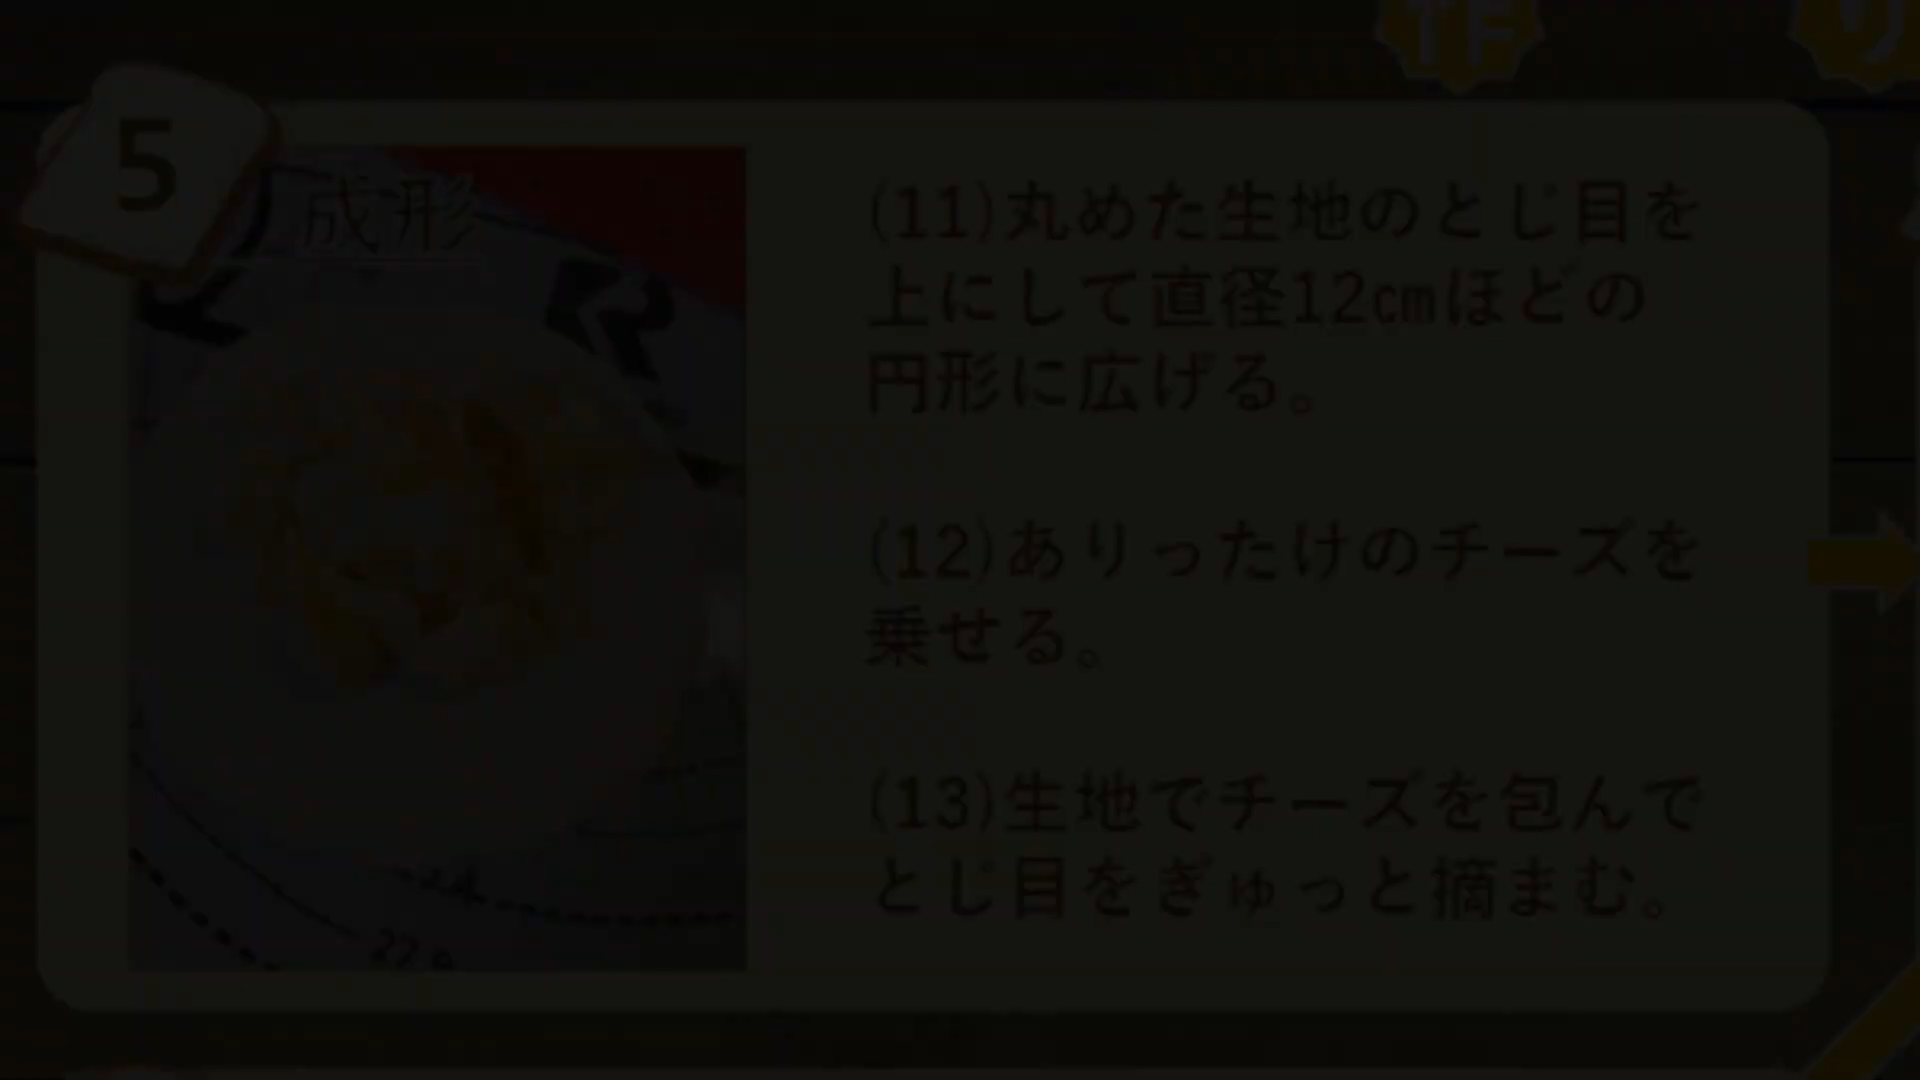 作り
5
成形
(11)丸めた生地のとじ目を
上にして直径12㎝ほどの
円形に広げる。
(12)ありったけのチーズを
乗せる。
(13)生地でチーズを包んで
とじ目をぎゅっと摘まむ。